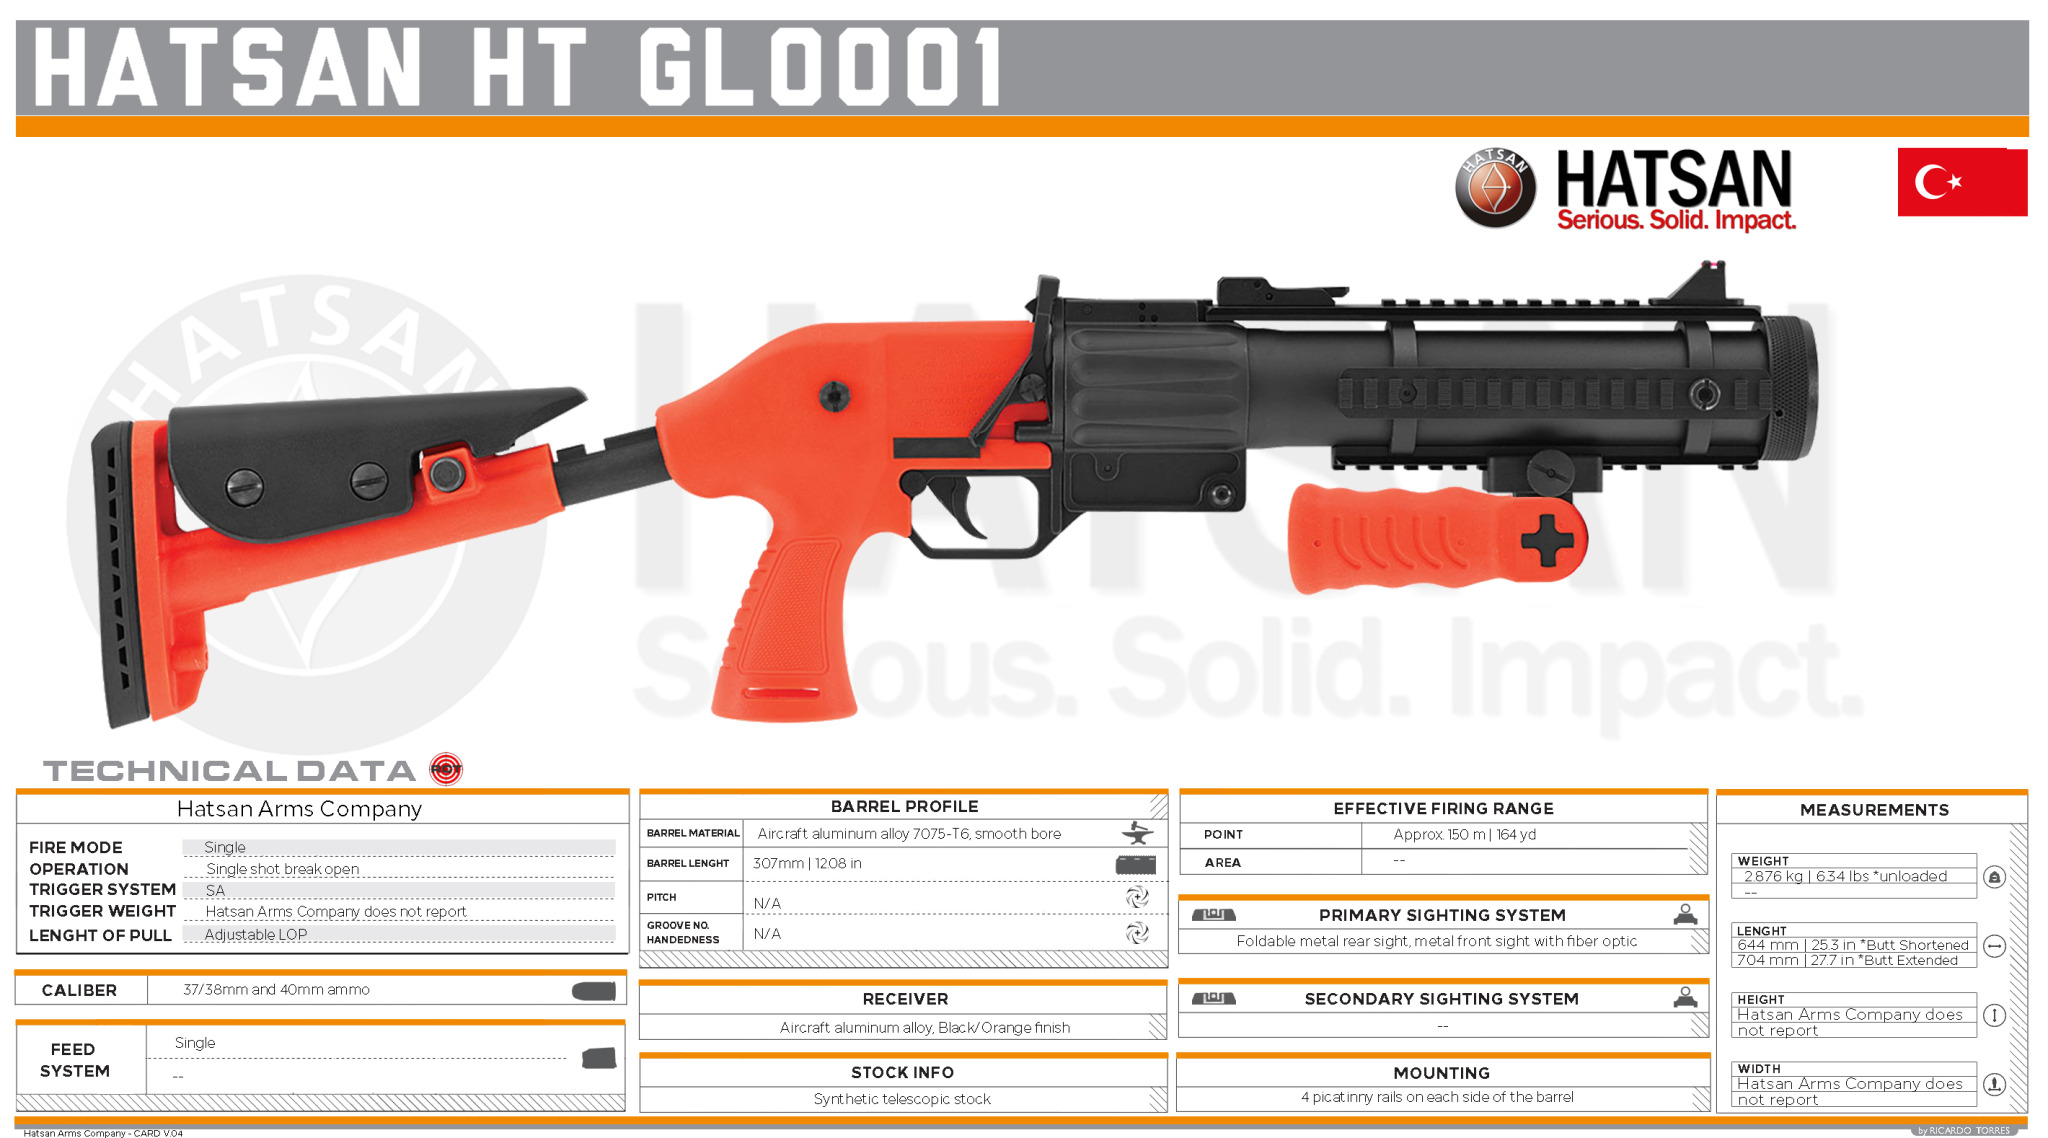 HATSAN HT GL0001
HATSAN
HATSAN
Serious. Solid. Impact.
HATSAN
HATSAN
Serious. Solid. Impact.
TECHNICAL DATA
Hatsan Arms Company
FIRE MODE Single
OPERATION Single shot break open
TRIGGER SYSTEM SA
TRIGGER WEIGHT Hatsan Arms Company does not report
LENGHT OF PULL Adjustable LOP
CALIBER 37/38mm and 40mm ammo
FEED SYSTEM Single
--
BARREL PROFILE
BARREL MATERIAL Aircraft aluminum alloy 7075-T6, smooth bore
BARREL LENGHT 307mm | 12.08 in
PITCH N/A
GROOVE NO. HANDEDNESS N/A
RECEIVER
Aircraft aluminum alloy, Black/Orange finish
STOCK INFO
Synthetic telescopic stock
EFFECTIVE FIRING RANGE
POINT Approx. 150 m | 164 yd
AREA --
PRIMARY SIGHTING SYSTEM
Foldable metal rear sight, metal front sight with fiber optic
SECONDARY SIGHTING SYSTEM
--
MOUNTING
4 picatinny rails on each side of the barrel
MEASUREMENTS
WEIGHT
2.876 kg | 6.34 lbs *unloaded
--
LENGHT
644 mm | 25.3 in *Butt Shortened
704 mm | 27.7 in *Butt Extended
HEIGHT
Hatsan Arms Company does
not report
WIDTH
Hatsan Arms Company does
not report
Hatsan Arms Company - CARD V.04
by RICARDO TORRES